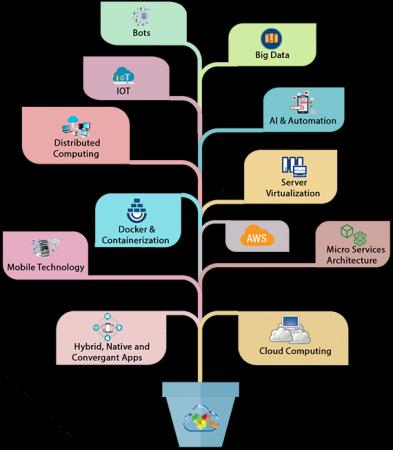 Bots
Big Data
IoT
IOT
AI & Automation
Distributed
Computing
Server
Virtualization
Docker &
Containerization
AWS
Micro Services
Architecture
Mobile Technology
Hybrid, Native and
Convergant Apps
Cloud Computing